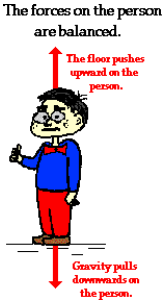 The forces on the person
are balanced.
The floor pushes
upward on the
person.
Gravity pulls
downwards on
the person.